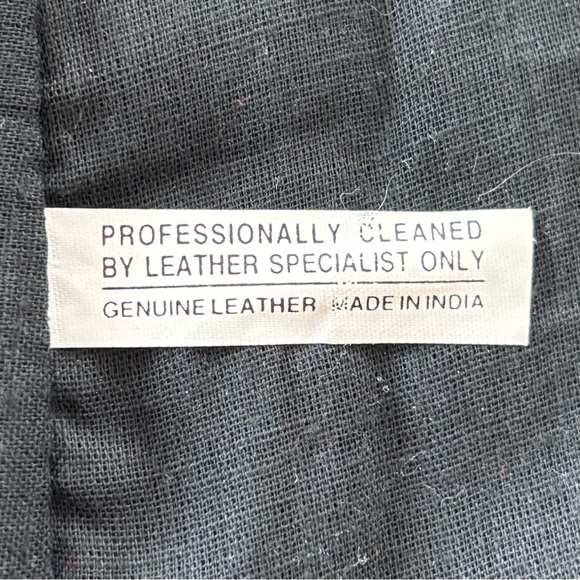 PROFESSIONALLY CLEANED
BY LEATHER SPECIALIST ONLY
GENUINE LEATHER MADE IN INDIA